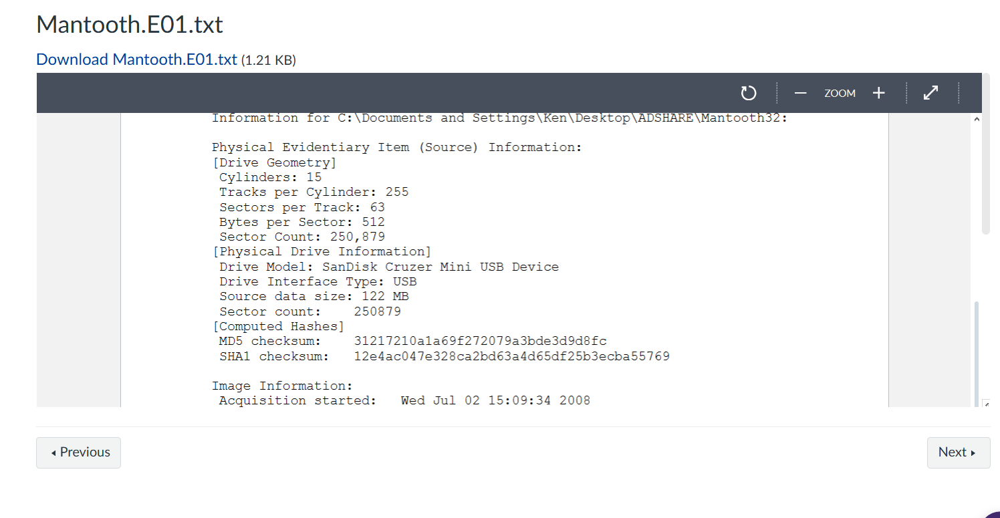 Mantooth.E01.txt
Download Mantooth.E01.txt (1.21 KB)
ZOOM
Information for C:\Documents and Settings\Ken\Desktop\ADSHARE\Mantooth32:
Physical Evidentiary Item (Source) Information:
[Drive Geometry]
Cylinders: 15
Tracks per Cylinder: 255
Sectors per Track: 63
Bytes per Sector: 512
Sector Count: 250,879
[Physical Drive Information]
Drive Model: SanDisk Cruzer Mini USB Device
Drive Interface Type: USB
Source data size: 122 MB
Sector count: 250879
[Computed Hashes]
MD5 checksum: 31217210a1a69f272079a3bde3d9d8fc
SHA1 checksum: 12e4ac047e328ca2bd63a4d65df25b3ecba55769
Image Information:
Acquisition started: Wed Jul 02 15:09:34 2008
Previous
Next